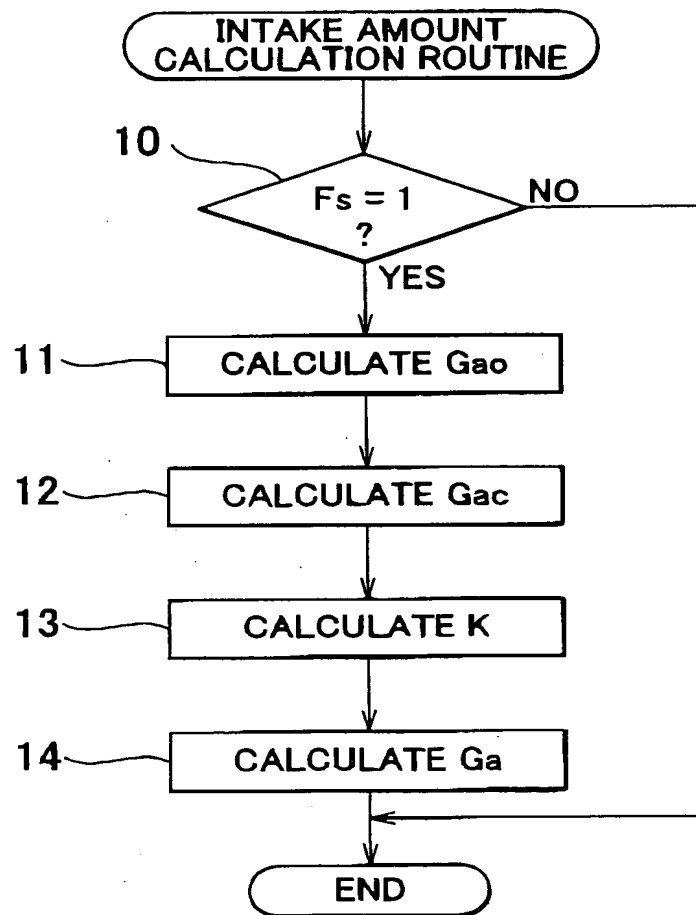 INTAKE AMOUNT
CALCULATION ROUTINE
10
Fs = 1
?
NO
YES
11
CALCULATE Gao
12
CALCULATE Gac
13
CALCULATE K
14
CALCULATE Ga
END